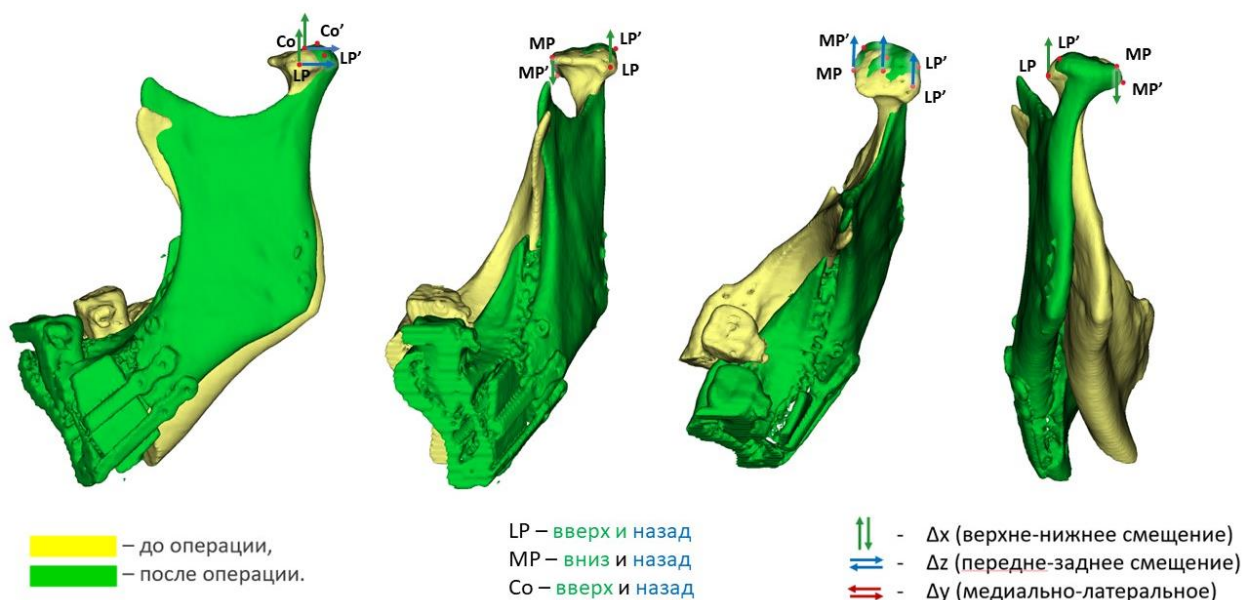 Co Co’
LP’
LP
MP LP’
MP’ LP
MP’
MP LP’
LP
LP’ MP
LP
MP’
– до операции,
– после операции.
LP – вверх и назад
MP – вниз и назад
Co – вверх и назад
- Δx (верхне-нижнее смещение)
- Δz (передне-заднее смещение)
- Δy (медиально-латеральное)